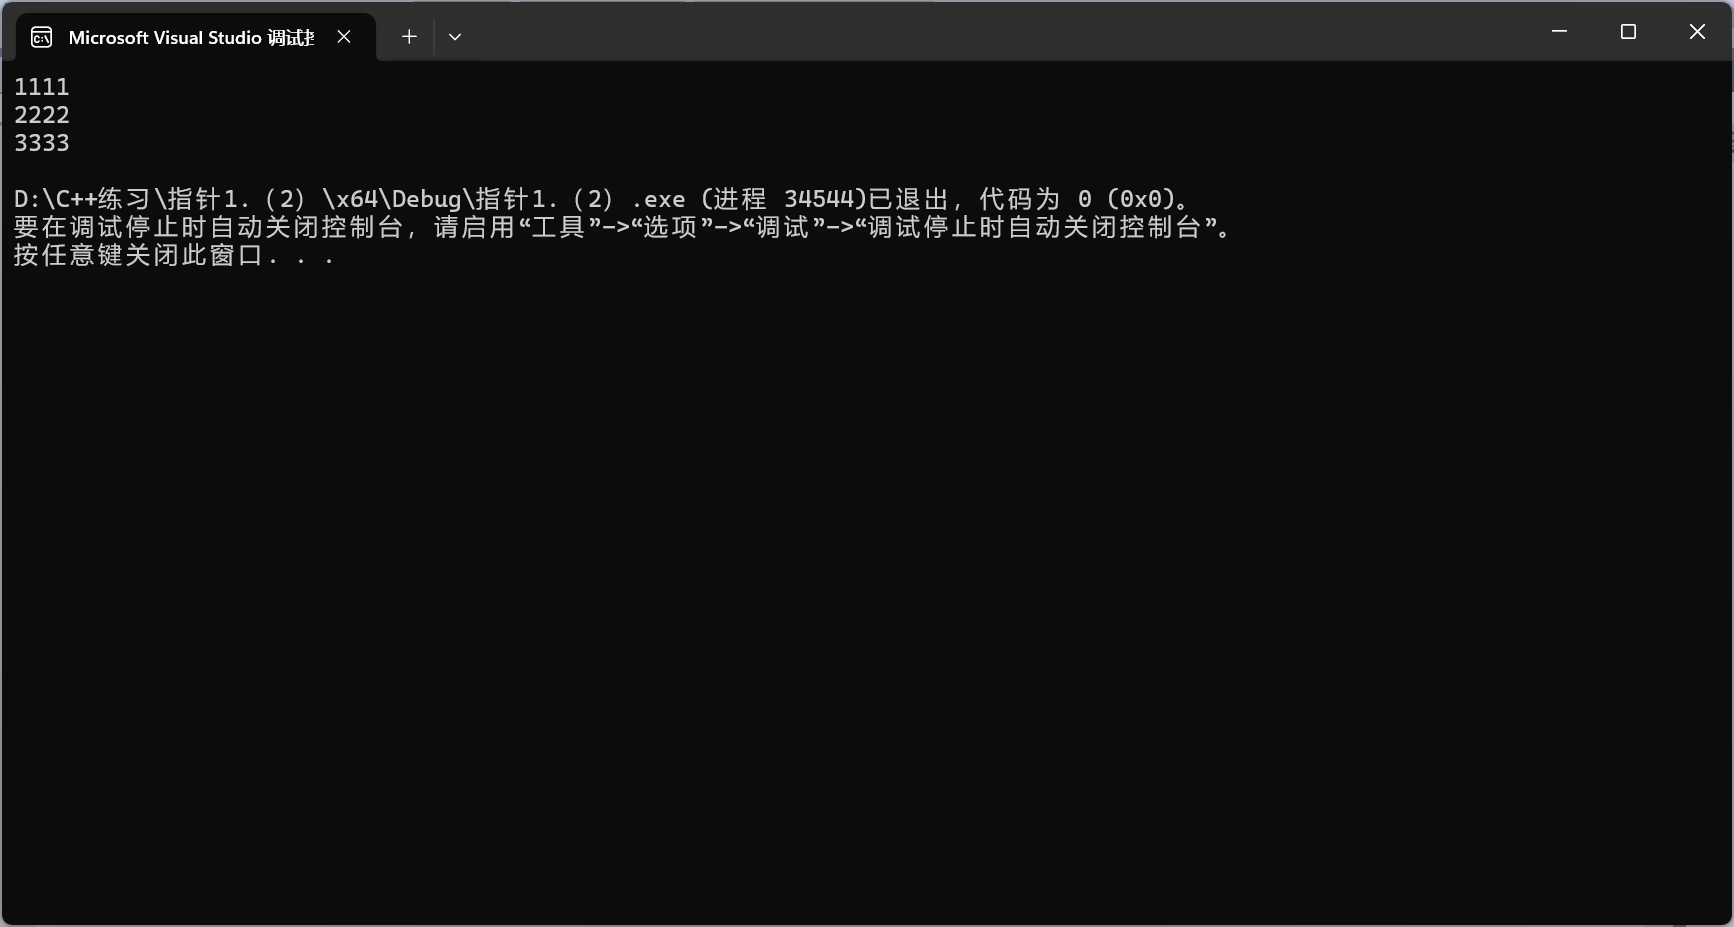 Microsoft Visual Studio 调试
1111
2222
3333
D:\C++练习\指针1.（2）\x64\Debug\指针1.（2）.exe (进程 34544)已退出，代码为 0 (0x0)。
要在调试停止时自动关闭控制台，请启用“工具”->“选项”->“调试”->“调试停止时自动关闭控制台”。
按任意键关闭此窗口. . .